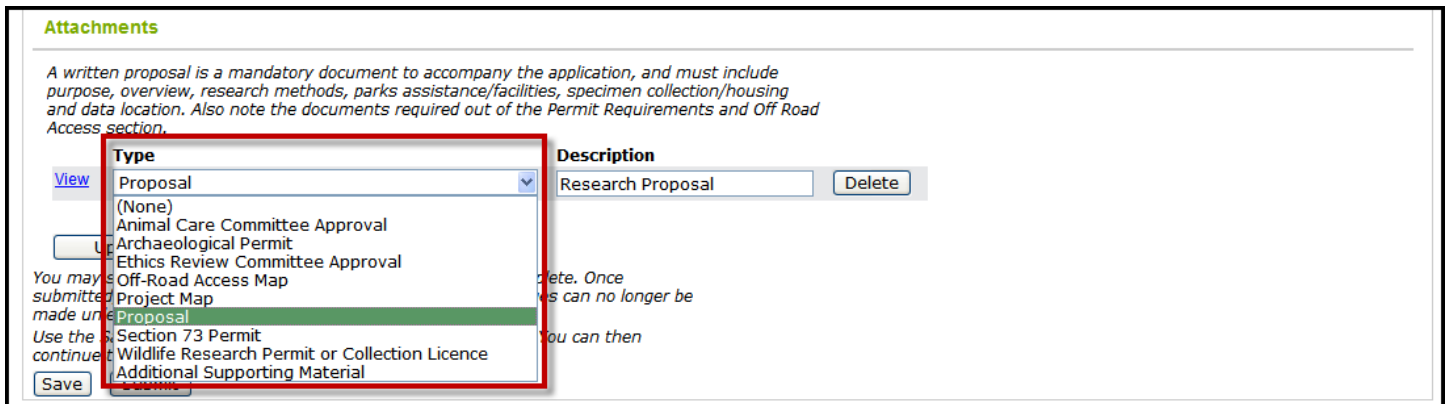 Attachments
A written proposal is a mandatory document to accompany the application, and must include
purpose, overview, research methods, parks assistance/facilities, specimen collection/housing
and data location. Also note the documents required out of the Permit Requirements and Off Road
Access section.
Type Description
View Proposal Research Proposal Delete
(None)
Animal Care Committee Approval
Archaeological Permit
Ethics Review Committee Approval
You may Off-Road Access Map Once
submitted Project Map can no longer be
made Proposal
Use the Section 73 Permit You can then
continue Wildlife Research Permit or Collection Licence
Additional Supporting Material
Save